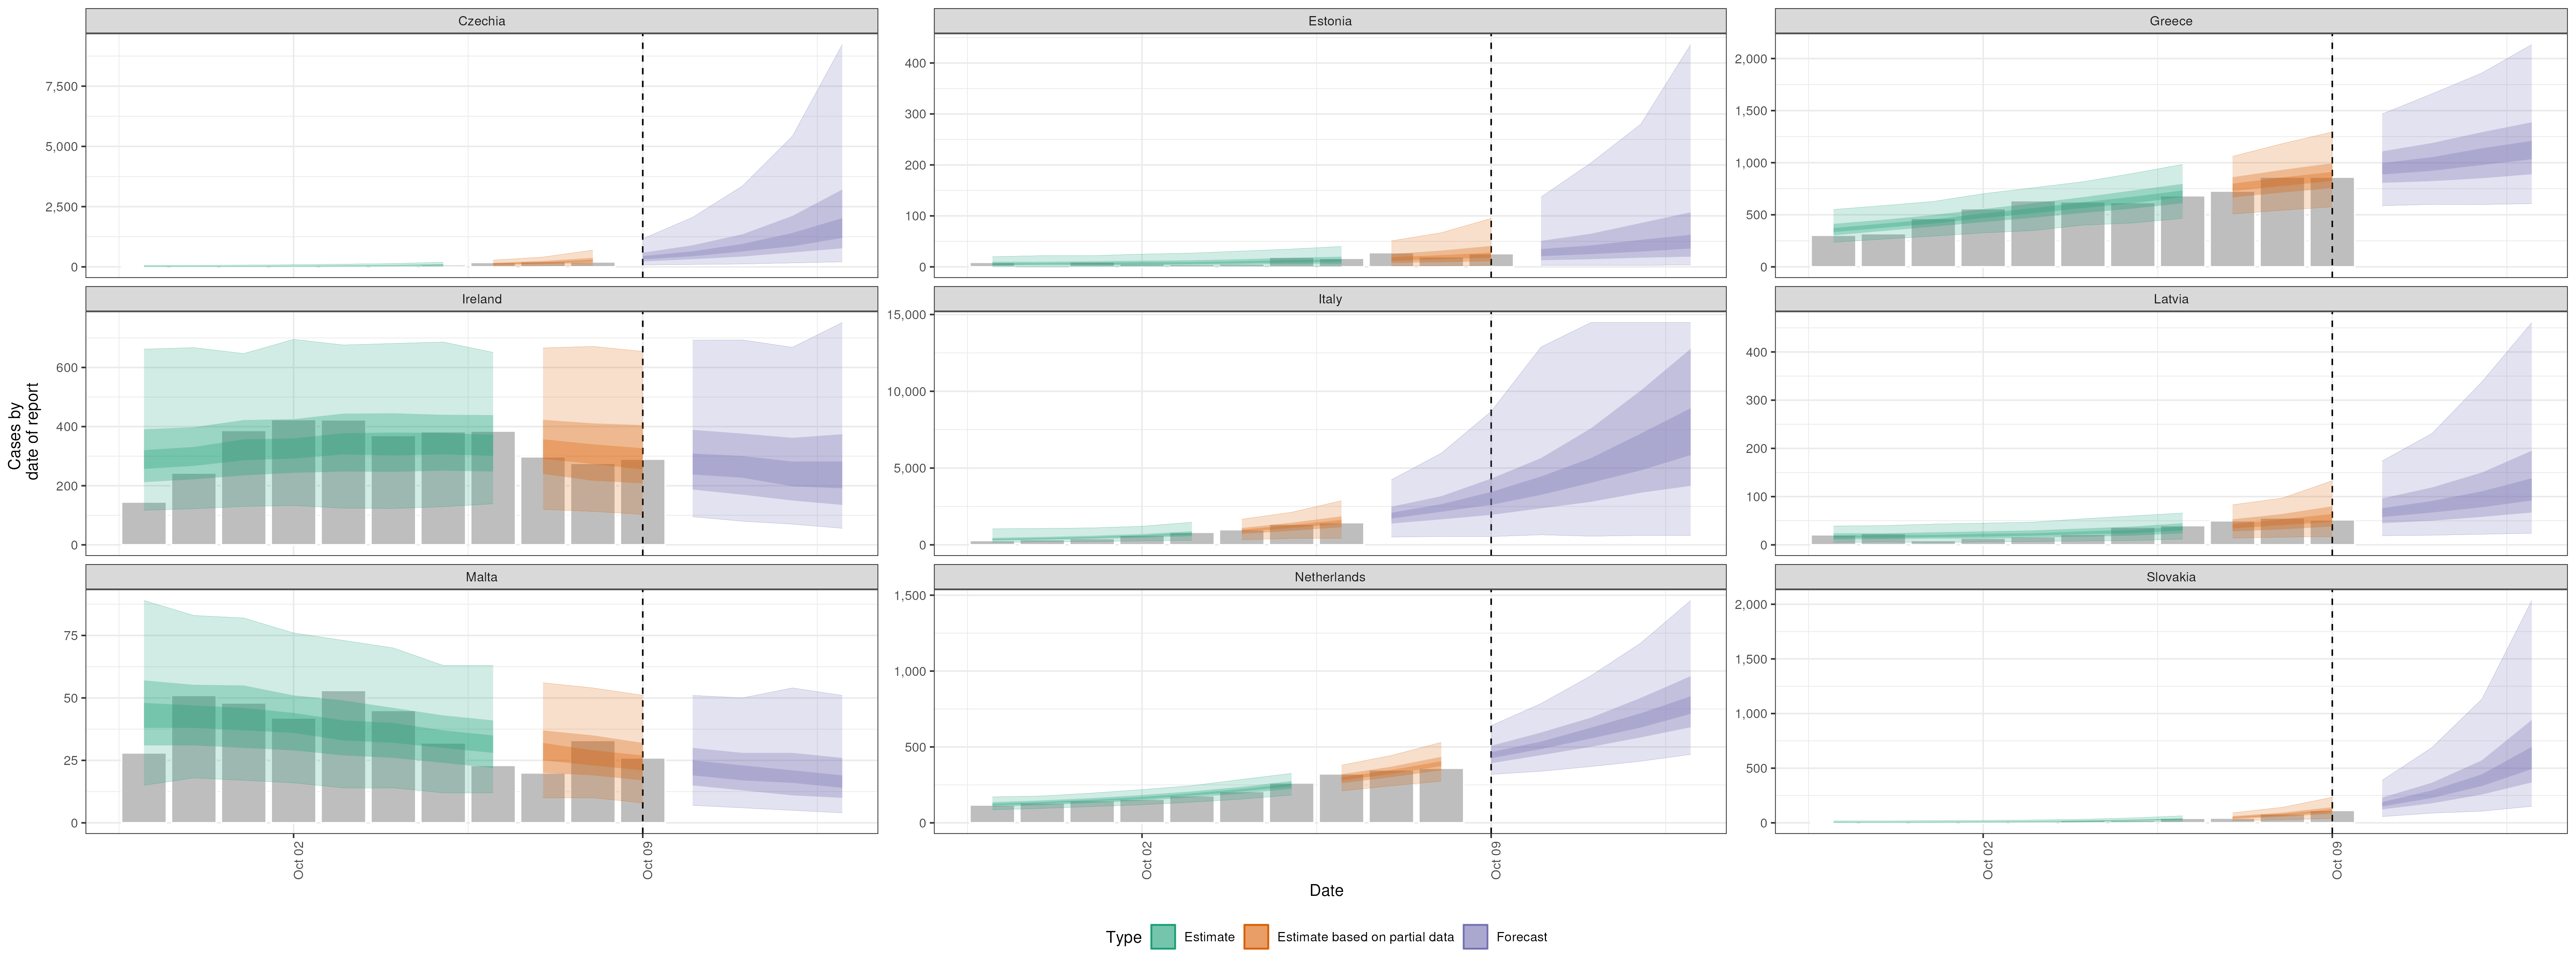 Czechia
Estonia
Greece
7,500
5,000
2,500
0
400
300
200
100
0
2,000
1,500
1,000
500
0
Ireland
Italy
Latvia
600
400
200
0
15,000
10,000
5,000
0
400
300
200
100
0
Malta
Netherlands
Slovakia
75
50
25
0
1,500
1,000
500
0
2,000
1,500
1,000
500
0
Cases by
date of report
Oct 02
Oct 09
Oct 02
Oct 09
Oct 02
Oct 09
Date
Type Estimate Estimate based on partial data Forecast